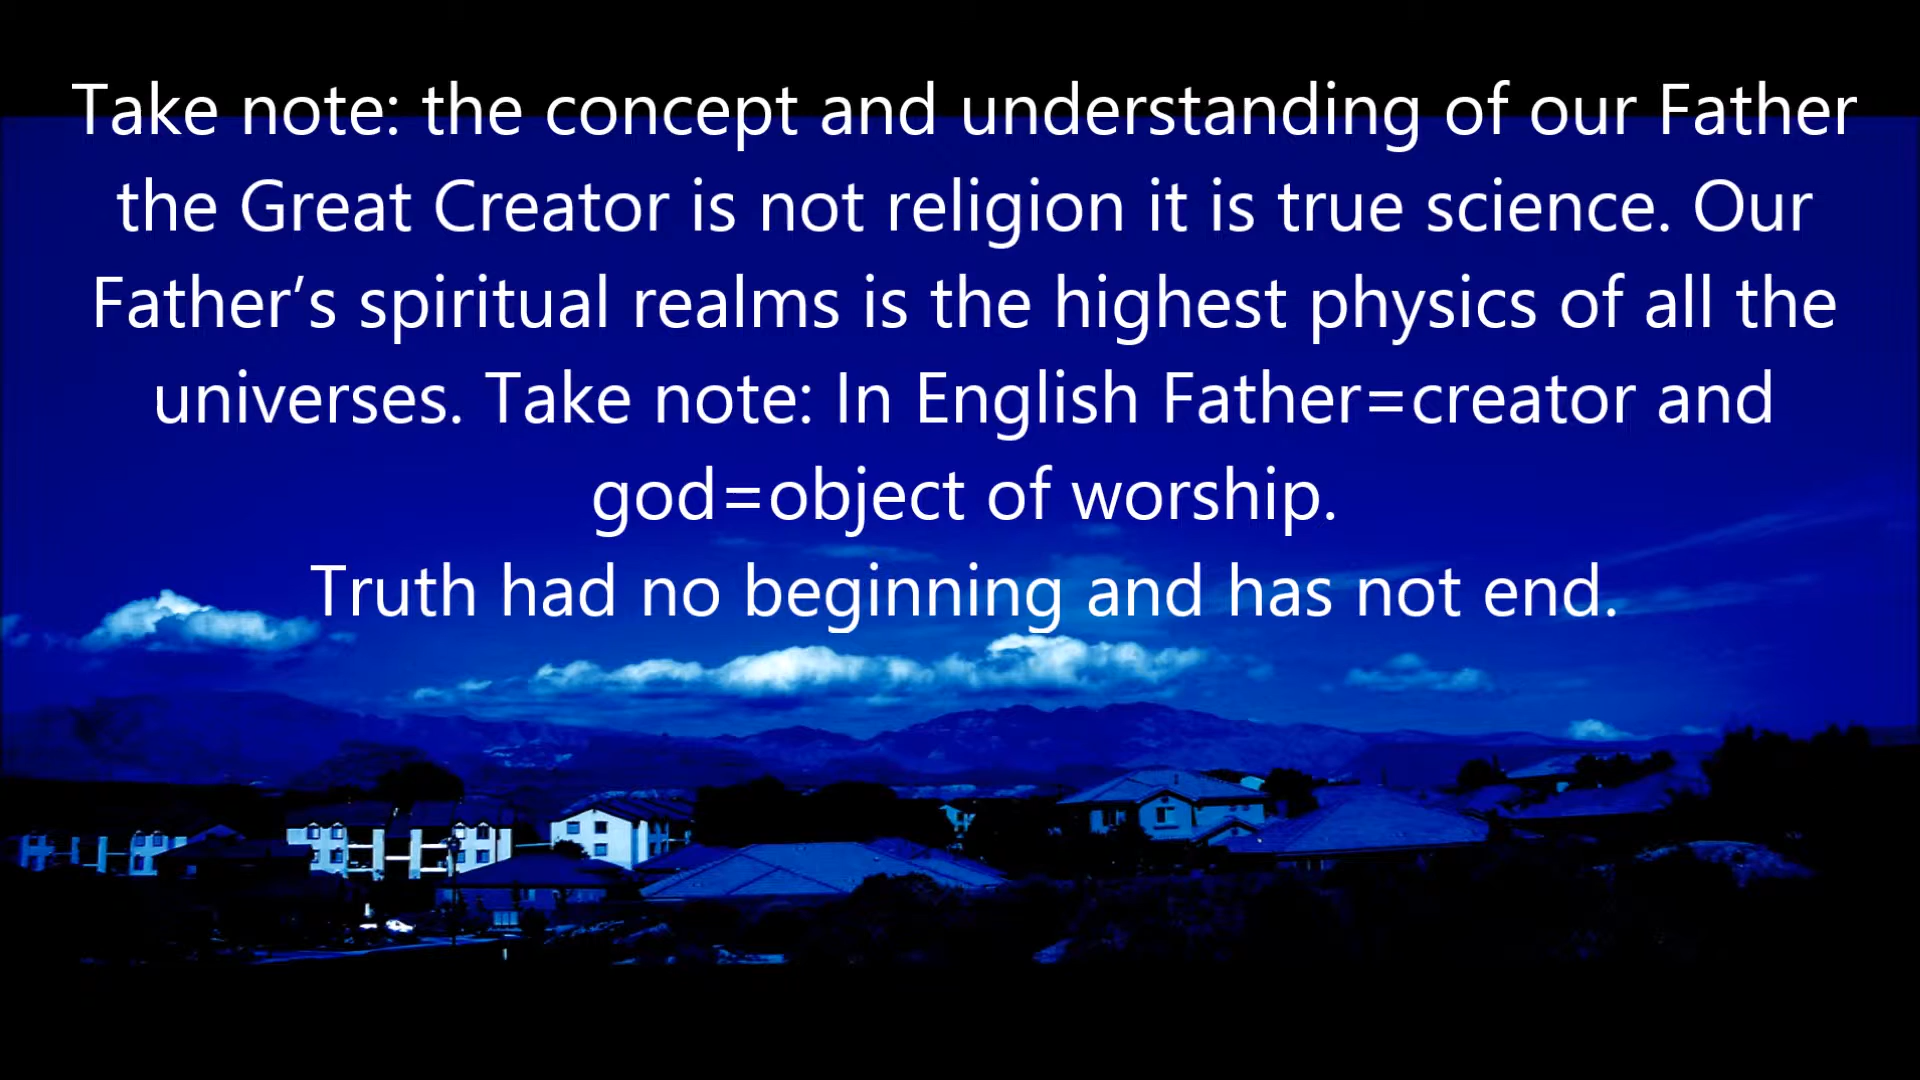 Take note: the concept and understanding of our Father
the Great Creator is not religion it is true science. Our
Father’s spiritual realms is the highest physics of all the
universes. Take note: In English Father=creator and
god=object of worship.
Truth had no beginning and has not end.